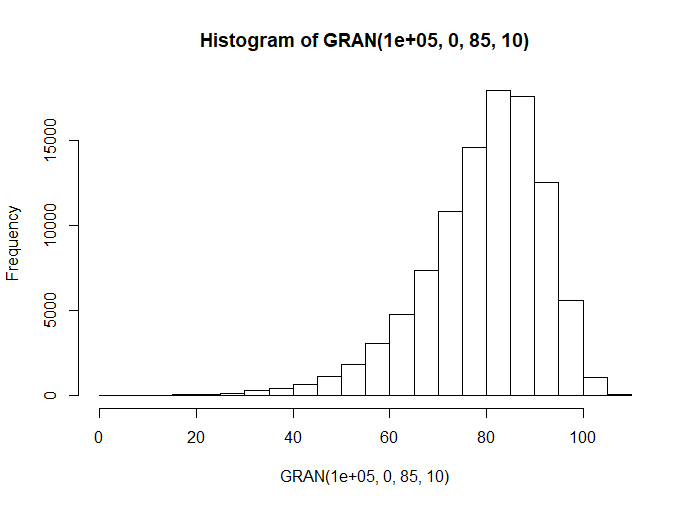 Histogram of GRAN(1e+05, 0, 85, 10)
15000
10000
5000
0
Frequency
0 20 40 60 80 100
GRAN(1e+05, 0, 85, 10)